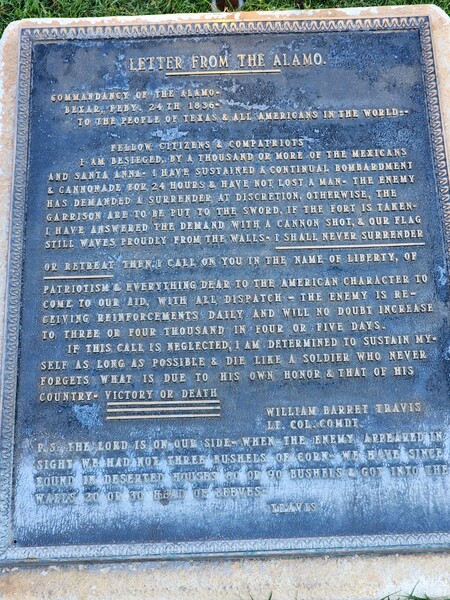 LETTER FROM THE ALAMO.
COMMANDANCY OF THE ALAMO-
BEXAR, FEBY. 24TH 1836-
TO THE PEOPLE OF TEXAS & ALL AMERICANS IN THE WORLD--
FELLOW CITIZENS & COMPATRIOTS
I AM BESIEGED, BY A THOUSAND OR MORE OF THE MEXICANS
AND SANTA ANNA- I HAVE SUSTAINED A CONTINUAL BOMBARDMENT
& CANNONADE FOR 24 HOURS & HAVE NOT LOST A MAN- THE ENEMY
HAS DEMANDED A SURRENDER AT DISCRETION, OTHERWISE, THE
GARRISON ARE TO BE PUT TO THE SWORD, IF THE FORT IS TAKEN-
I HAVE ANSWERED THE DEMAND WITH A CANNON SHOT, & OUR FLAG
STILL WAVES PROUDLY FROM THE WALLS- I SHALL NEVER SURRENDER
OR RETREAT THEN, I CALL ON YOU IN THE NAME OF LIBERTY, OF
PATRIOTISM & EVERYTHING DEAR TO THE AMERICAN CHARACTER TO
COME TO OUR AID, WITH ALL DISPATCH - THE ENEMY IS RE-
CEIVING REINFORCEMENTS DAILY AND WILL NO DOUBT INCREASE
TO THREE OR FOUR THOUSAND IN FOUR OR FIVE DAYS.
IF THIS CALL IS NEGLECTED, I AM DETERMINED TO SUSTAIN MY-
SELF AS LONG AS POSSIBLE & DIE LIKE A SOLDIER WHO NEVER
FORGETS WHAT IS DUE TO HIS OWN HONOR & THAT OF HIS
COUNTRY- VICTORY OR DEATH
WILLIAM BARRET TRAVIS
LT. COL. COMDT.
P.S. THE LORD IS ON OUR SIDE- WHEN THE ENEMY APPEARED IN
SIGHT WE HAD NOT THREE BUSHELS OF CORN- WE HAVE SINCE
FOUND IN DESERTED HOUSES 80 OR 90 BUSHELS & GOT INTO THE
WALLS 20 OR 30 HEAD OF BEEVES-
TRAVIS